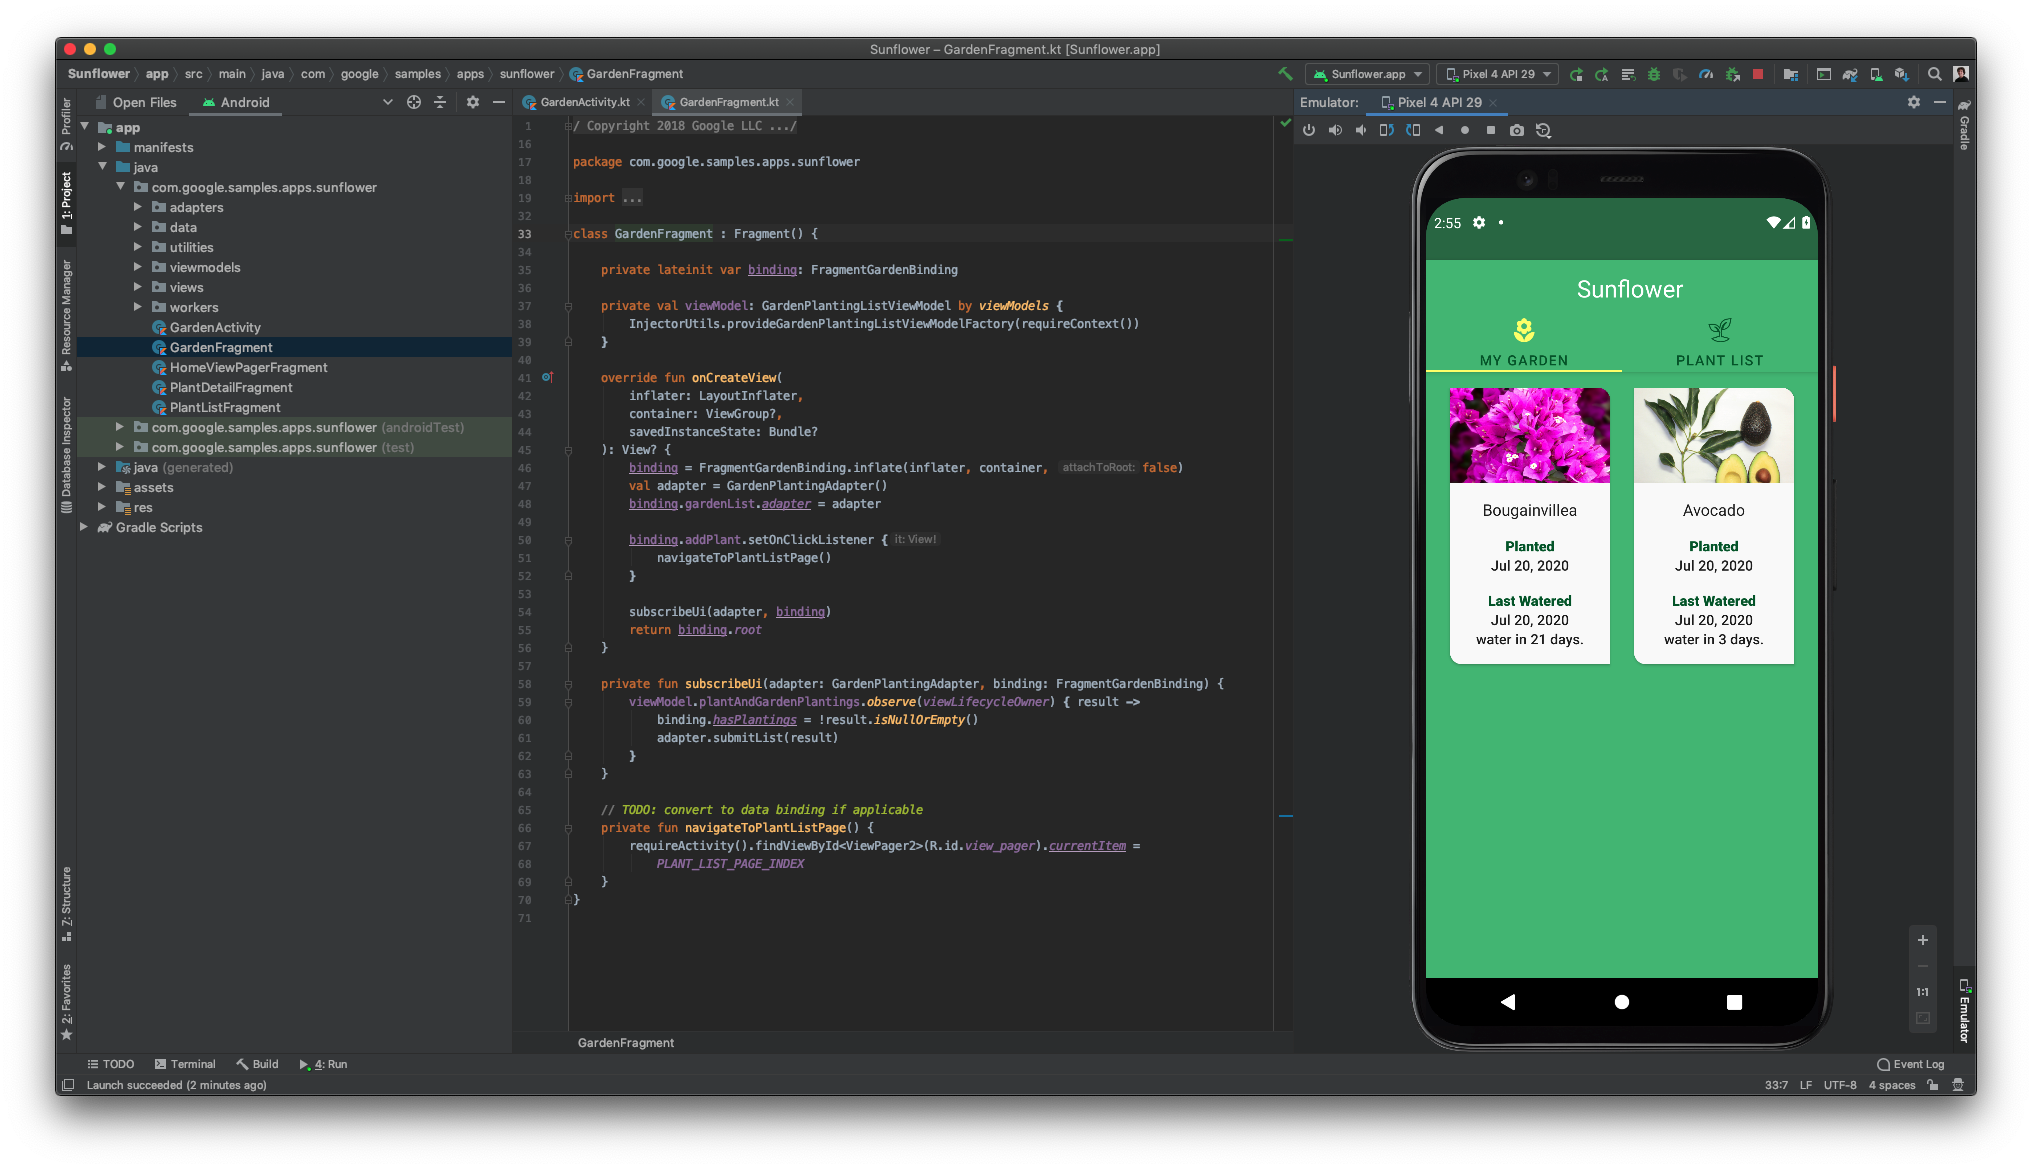 Sunflower – GardenFragment.kt [Sunflower.app]
Sunflower app src main java com google samples apps sunflower GardenFragment
Sunflower.app Pixel 4 API 29
Open Files Android
GardenActivity.kt GardenFragment.kt
Emulator: Pixel 4 API 29
Profiler
1: Project
Resource Manager
Database Inspector
Z: Structure
2: Favorites
app
manifests
java
com.google.samples.apps.sunflower
adapters
data
utilities
viewmodels
views
workers
GardenActivity
GardenFragment
HomeViewPagerFragment
PlantDetailFragment
PlantListFragment
com.google.samples.apps.sunflower (androidTest)
com.google.samples.apps.sunflower (test)
java (generated)
assets
res
Gradle Scripts
1 / Copyright 2018 Google LLC .../
16
17 package com.google.samples.apps.sunflower
18
19 import ...
32
33 class GardenFragment : Fragment() {
34
35 private lateinit var binding: FragmentGardenBinding
36
37 private val viewModel: GardenPlantingListViewModel by viewModels {
38 InjectorUtils.provideGardenPlantingListViewModelFactory(requireContext())
39 }
40
41 override fun onCreateView(
42 inflater: LayoutInflater,
43 container: ViewGroup?,
44 savedInstanceState: Bundle?
45 ): View? {
46 binding = FragmentGardenBinding.inflate(inflater, container, attachToRoot: false)
47 val adapter = GardenPlantingAdapter()
48 binding.gardenList.adapter = adapter
49
50 binding.addPlant.setOnClickListener { it: View!
51 navigateToPlantListPage()
52 }
53
54 subscribeUi(adapter, binding)
55 return binding.root
56 }
57
58 private fun subscribeUi(adapter: GardenPlantingAdapter, binding: FragmentGardenBinding) {
59 viewModel.plantAndGardenPlantings.observe(viewLifecycleOwner) { result ->
60 binding.hasPlantings = !result.isNullOrEmpty()
61 adapter.submitList(result)
62 }
63 }
64
65 // TODO: convert to data binding if applicable
66 private fun navigateToPlantListPage() {
67 requireActivity().findViewById<ViewPager2>(R.id.view_pager).currentItem =
68 PLANT_LIST_PAGE_INDEX
69 }
70 }
71
GardenFragment
2:55
Sunflower
MY GARDEN PLANT LIST
Bougainvillea
Planted
Jul 20, 2020
Last Watered
Jul 20, 2020
water in 21 days.
Avocado
Planted
Jul 20, 2020
Last Watered
Jul 20, 2020
water in 3 days.
1:1
Gradle
Emulator
TODO Terminal Build 4: Run
Event Log
Launch succeeded (2 minutes ago)
33:7 LF UTF-8 4 spaces